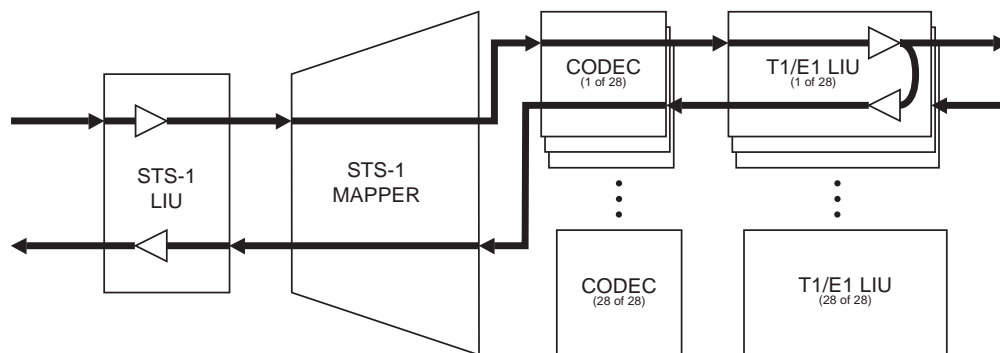 CODEC
(1 of 28)
T1/E1 LIU
(1 of 28)
STS-1
LIU
STS-1
MAPPER
CODEC
(28 of 28)
T1/E1 LIU
(28 of 28)